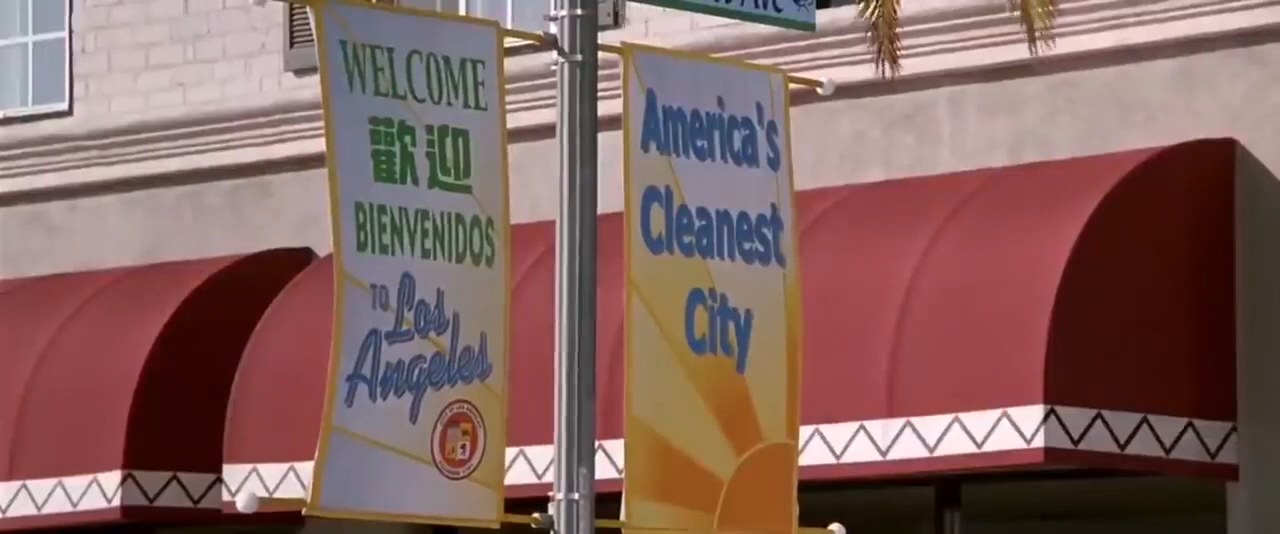 WELCOME
歡迎
BIENVENIDOS
TO Los
Angeles
America's
Cleanest
City